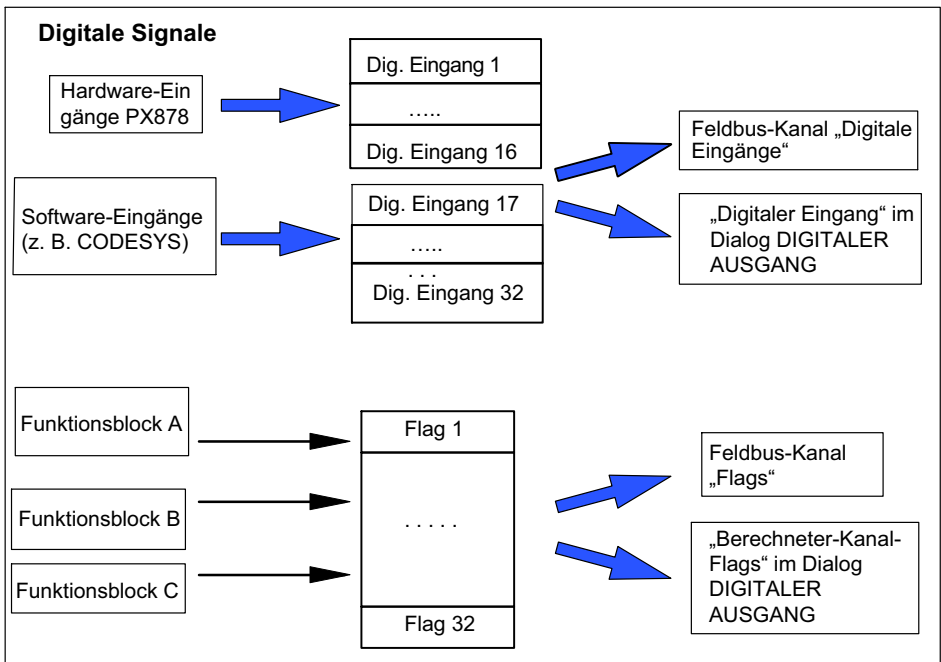 Digitale Signale
Hardware-Ein
gänge PX878
Dig. Eingang 1
.....
Dig. Eingang 16
Software-Eingänge
(z. B. CODESYS)
Dig. Eingang 17
.....
. . .
Dig. Eingang 32
Feldbus-Kanal „Digitale
Eingänge“
„Digitaler Eingang“ im
Dialog DIGITALER
AUSGANG
Funktionsblock A
Funktionsblock B
Funktionsblock C
Flag 1
. . . . .
Flag 32
Feldbus-Kanal
„Flags“
„Berechneter-Kanal-
Flags“ im Dialog
DIGITALER
AUSGANG